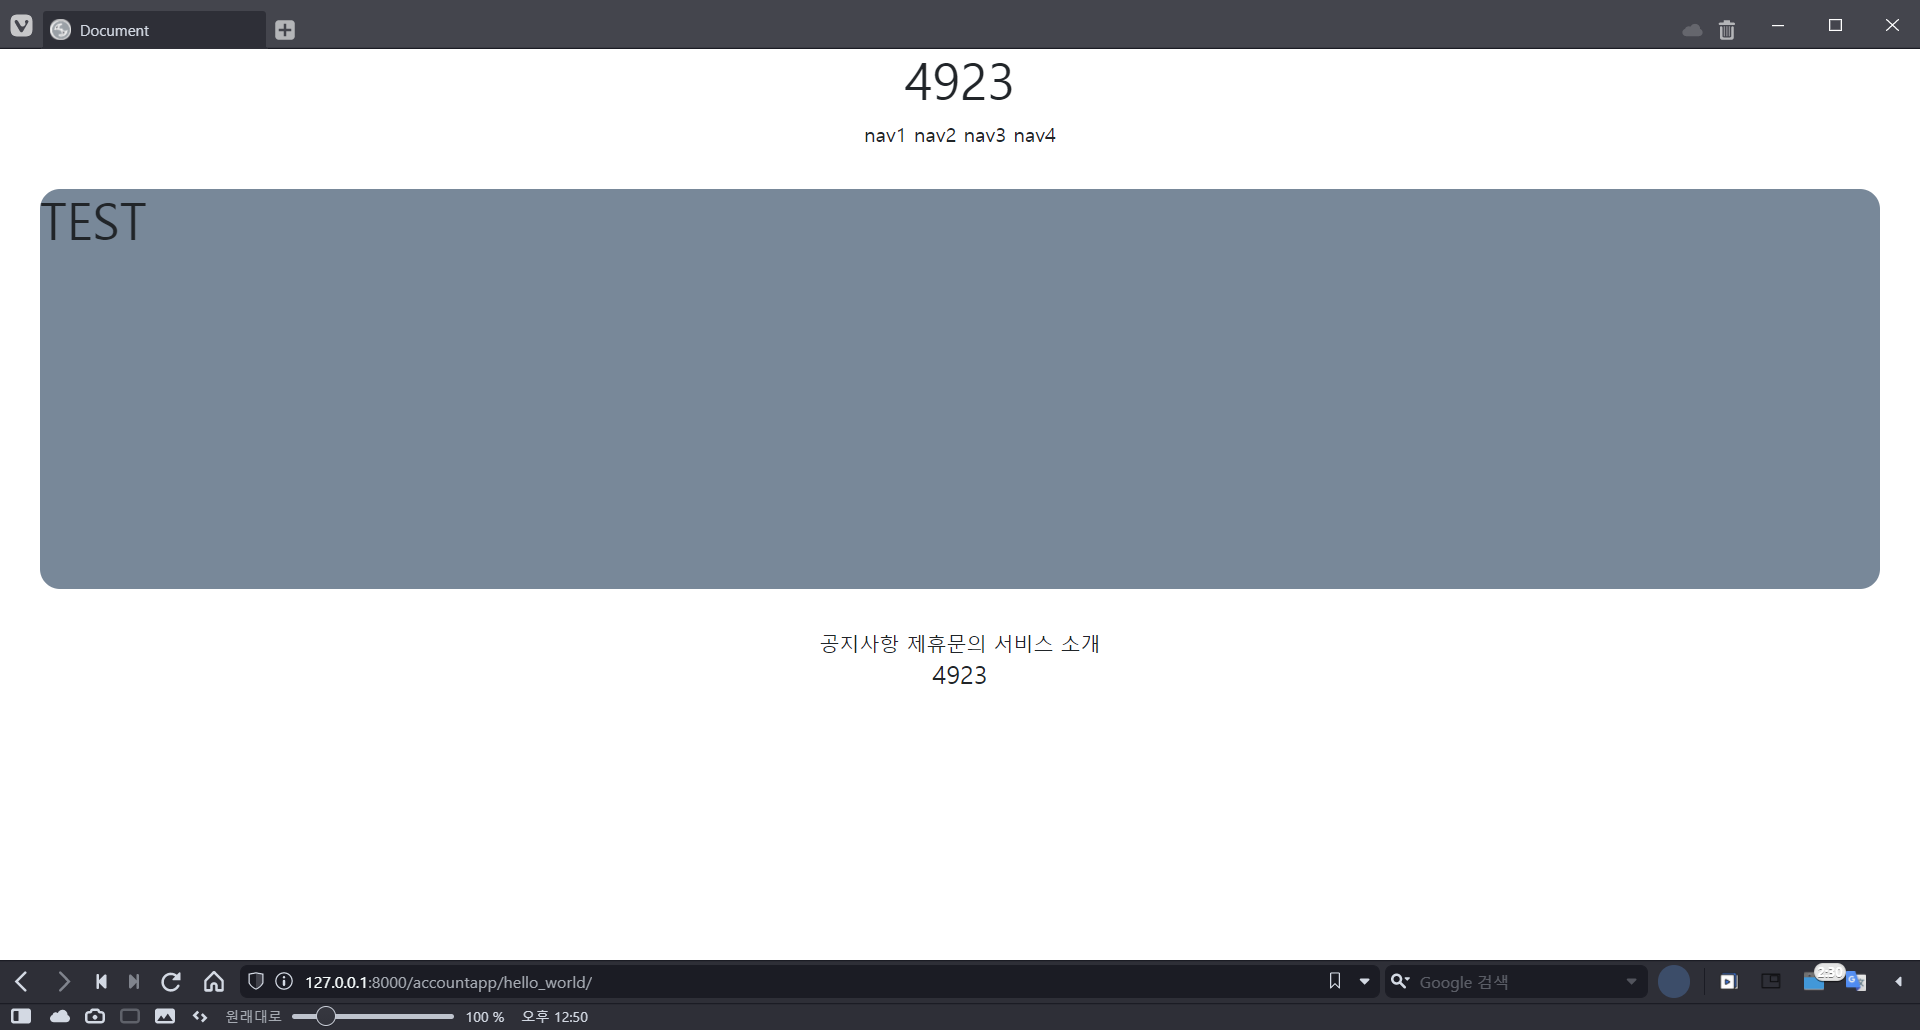 Document
4923
nav1 nav2 nav3 nav4
TEST
공지사항 제휴문의 서비스 소개
4923
127.0.0.1:8000/accountapp/hello_world/
Google 검색
2:30
원래대로 100 % 오후 12:50